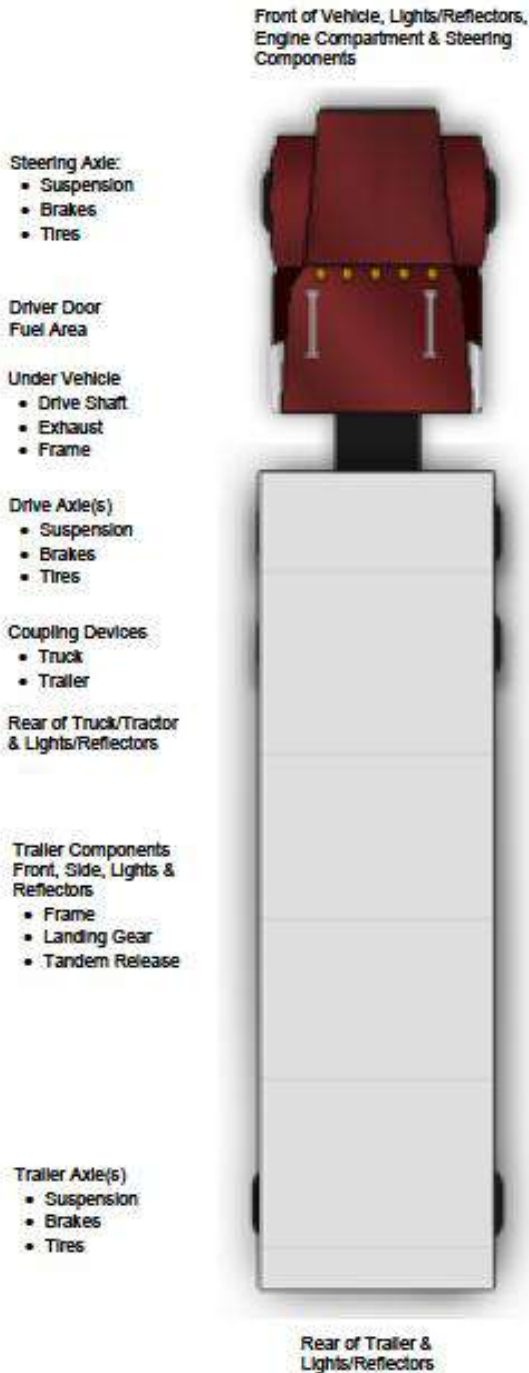 Front of Vehicle, Lights/Reflectors,
Engine Compartment & Steering
Components
Steering Axle:
• Suspension
• Brakes
• Tires
Driver Door
Fuel Area
Under Vehicle
• Drive Shaft
• Exhaust
• Frame
Drive Axle(s)
• Suspension
• Brakes
• Tires
Coupling Devices
• Truck
• Trailer
Rear of Truck/Tractor
& Lights/Reflectors
Trailer Components
Front, Side, Lights &
Reflectors
• Frame
• Landing Gear
• Tandem Release
Trailer Axle(s)
• Suspension
• Brakes
• Tires
Rear of Trailer &
Lights/Reflectors